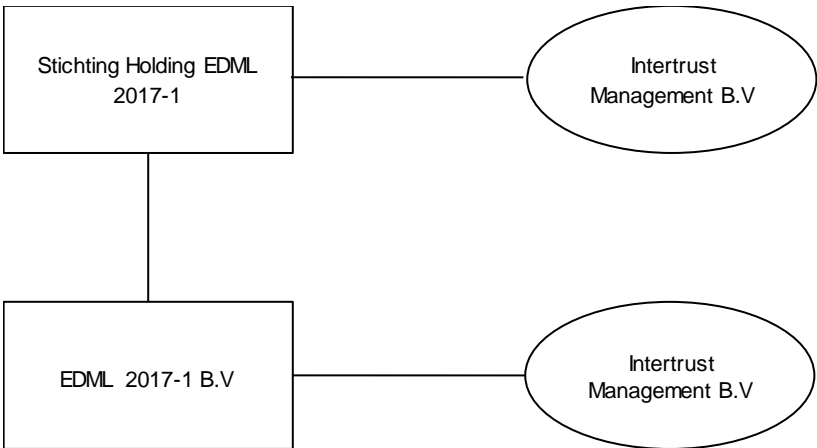 Stichting Holding EDML
2017-1
Intertrust
Management B.V
EDML 2017-1 B.V
Intertrust
Management B.V